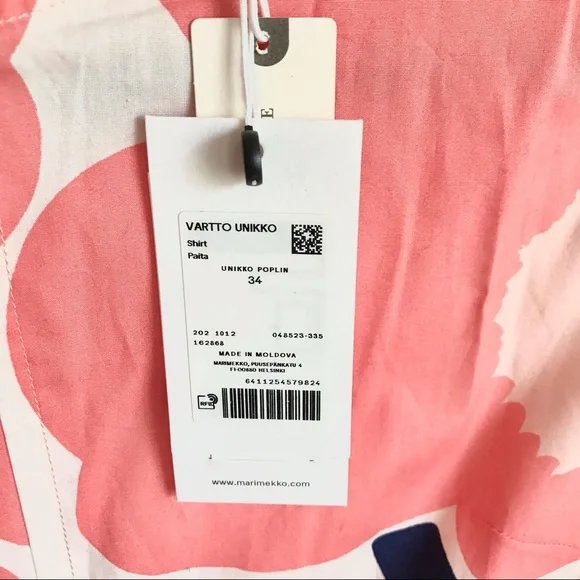 VARTTO UNIKKO
Shirt
Paita
UNIKKO POPLIN
34
202 1012 048523-335
162868
MADE IN MOLDOVA
MARIMEKKO, PUUSEPÄNKATU 4
FI-00880 HELSINKI
6411254579824
RFID
www.marimekko.com